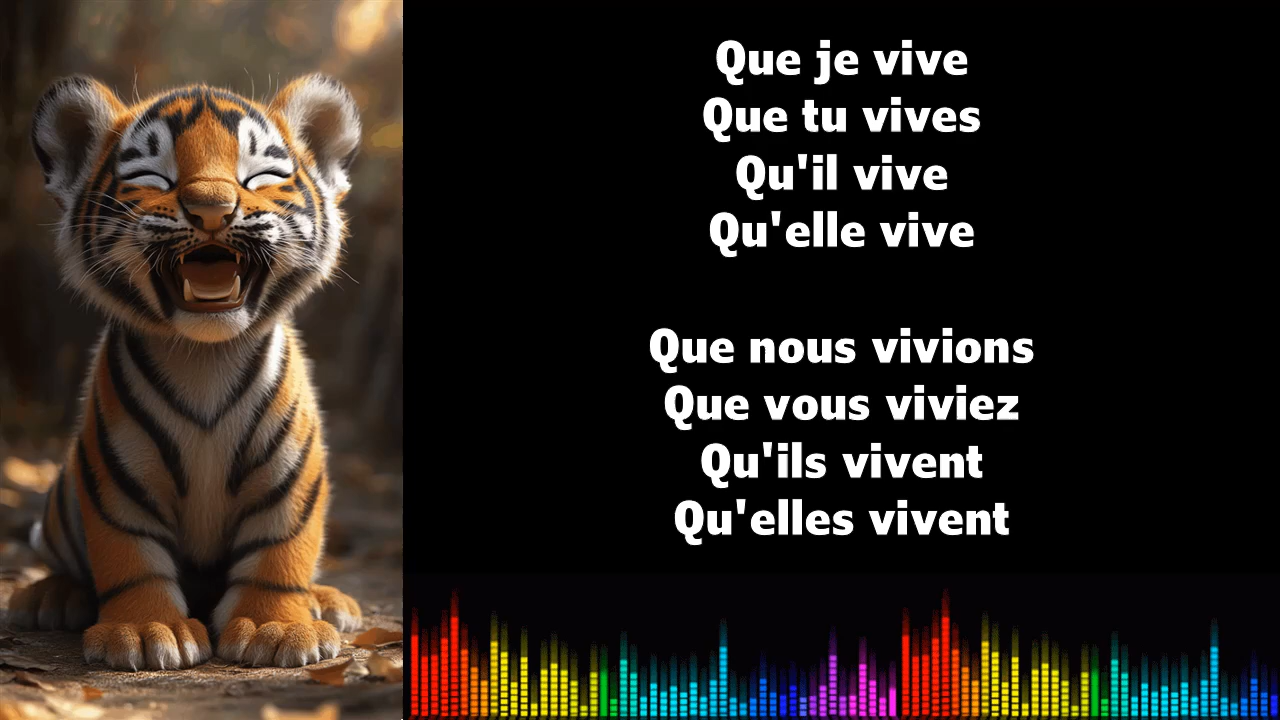 Que je vive
Que tu vives
Qu'il vive
Qu'elle vive
Que nous vivions
Que vous viviez
Qu'ils vivent
Qu'elles vivent